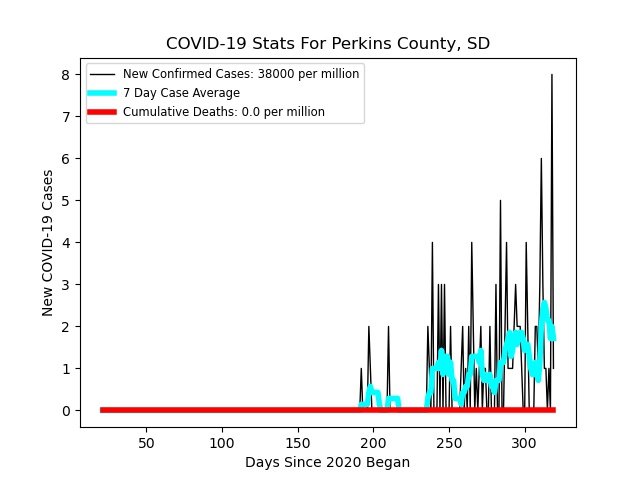 COVID-19 Stats For Perkins County, SD
New Confirmed Cases: 38000 per million
7 Day Case Average
Cumulative Deaths: 0.0 per million
New COVID-19 Cases
8
7
6
5
4
3
2
1
0
50 100 150 200 250 300
Days Since 2020 Began